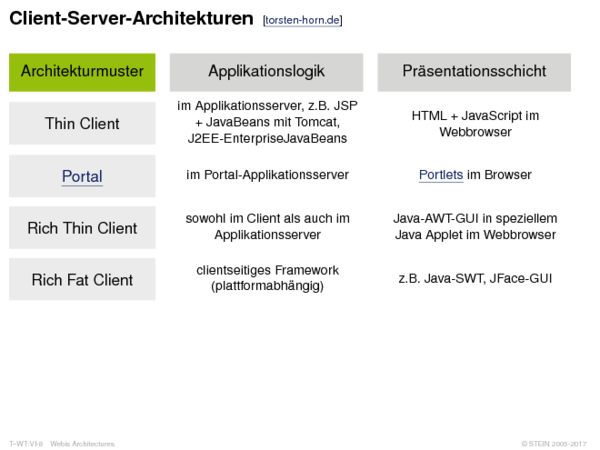 Client-Server-Architekturen [torsten-horn.de]
Architekturmuster Applikationslogik Präsentationsschicht
Thin Client
im Applikationsserver, z.B. JSP
+ JavaBeans mit Tomcat,
J2EE-EnterpriseJavaBeans
HTML + JavaScript im
Webbrowser
Portal
im Portal-Applikationsserver
Portlets im Browser
Rich Thin Client
sowohl im Client als auch im
Applikationsserver
Java-AWT-GUI in speziellem
Java Applet im Webbrowser
Rich Fat Client
clientseitiges Framework
(plattformabhängig)
z.B. Java-SWT, JFace-GUI
Webis Architectures
© STEIN 2005-2017